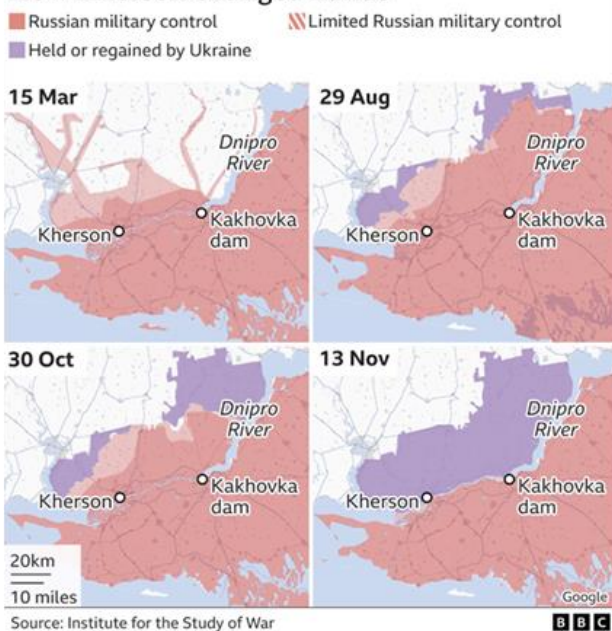 Russian military control
Limited Russian military control
Held or regained by Ukraine
15 Mar
Dnipro
River
Kherson
Kakhovka
dam
29 Aug
Dnipro
River
Kherson
Kakhovka
dam
30 Oct
Dnipro
River
Kherson
Kakhovka
dam
20km
10 miles
13 Nov
Dnipro
River
Kherson
Kakhovka
dam
Google
Source: Institute for the Study of War
BBC